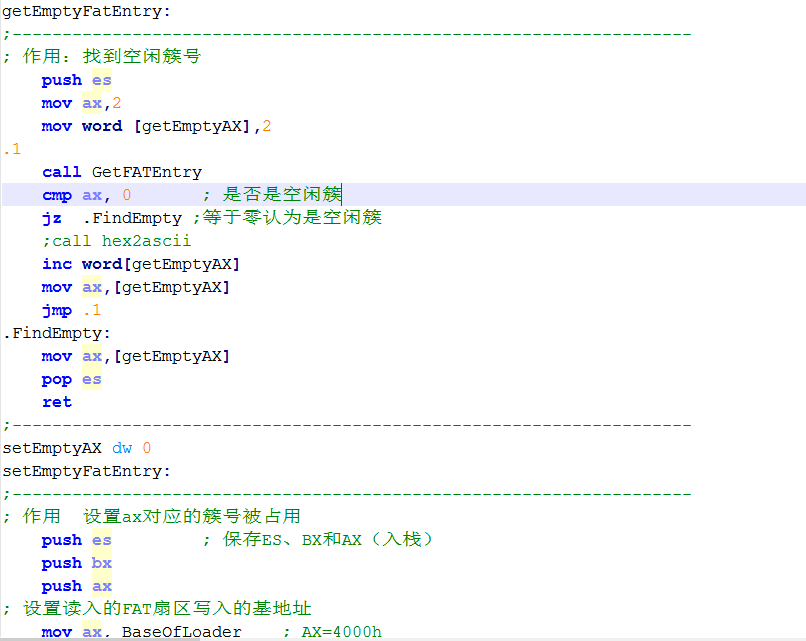 getEmptyFatEntry:
;--------------------------------------------------------------------
; 作用：找到空闲簇号
    push es
    mov ax,2
    mov word [getEmptyAX],2
.1
    call GetFATEntry
    cmp ax, 0       ; 是否是空闲簇
    jz  .FindEmpty ;等于零认为是空闲簇
    ;call hex2ascii
    inc word[getEmptyAX]
    mov ax,[getEmptyAX]
    jmp .1
.FindEmpty:
    mov ax,[getEmptyAX]
    pop es
    ret
;--------------------------------------------------------------------
setEmptyAX dw 0
setEmptyFatEntry:
;--------------------------------------------------------------------
; 作用  设置ax对应的簇号被占用
    push es         ; 保存ES、BX和AX（入栈）
    push bx
    push ax
; 设置读入的FAT扇区写入的基地址
    mov ax, BaseOfLoader    ; AX=4000h